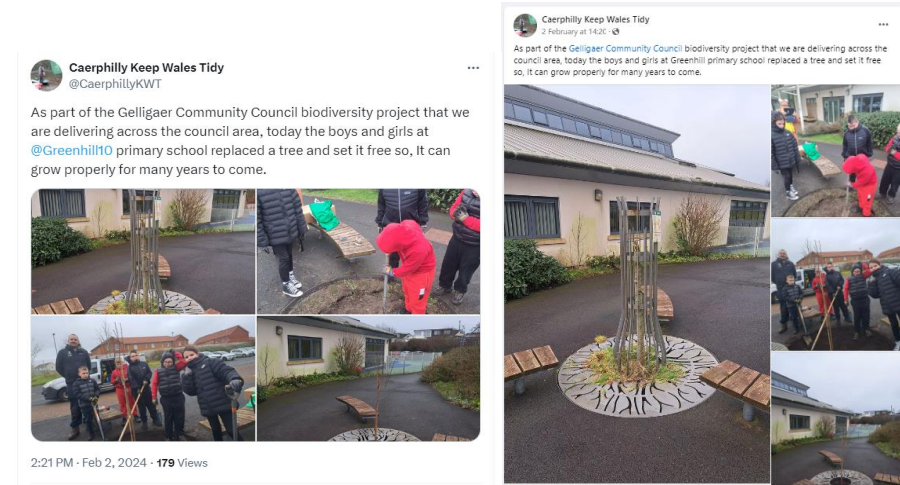 Caerphilly Keep Wales Tidy
@CaerphillyKWT
As part of the Gelligaer Community Council biodiversity project that we
are delivering across the council area, today the boys and girls at
@Greenhill10 primary school replaced a tree and set it free so, It can
grow properly for many years to come.
2:21 PM · Feb 2, 2024 · 179 Views
Caerphilly Keep Wales Tidy
2 February at 14:20 ·
As part of the Gelligaer Community Council biodiversity project that we are delivering across the
council area, today the boys and girls at Greenhill primary school replaced a tree and set it free
so, It can grow properly for many years to come.